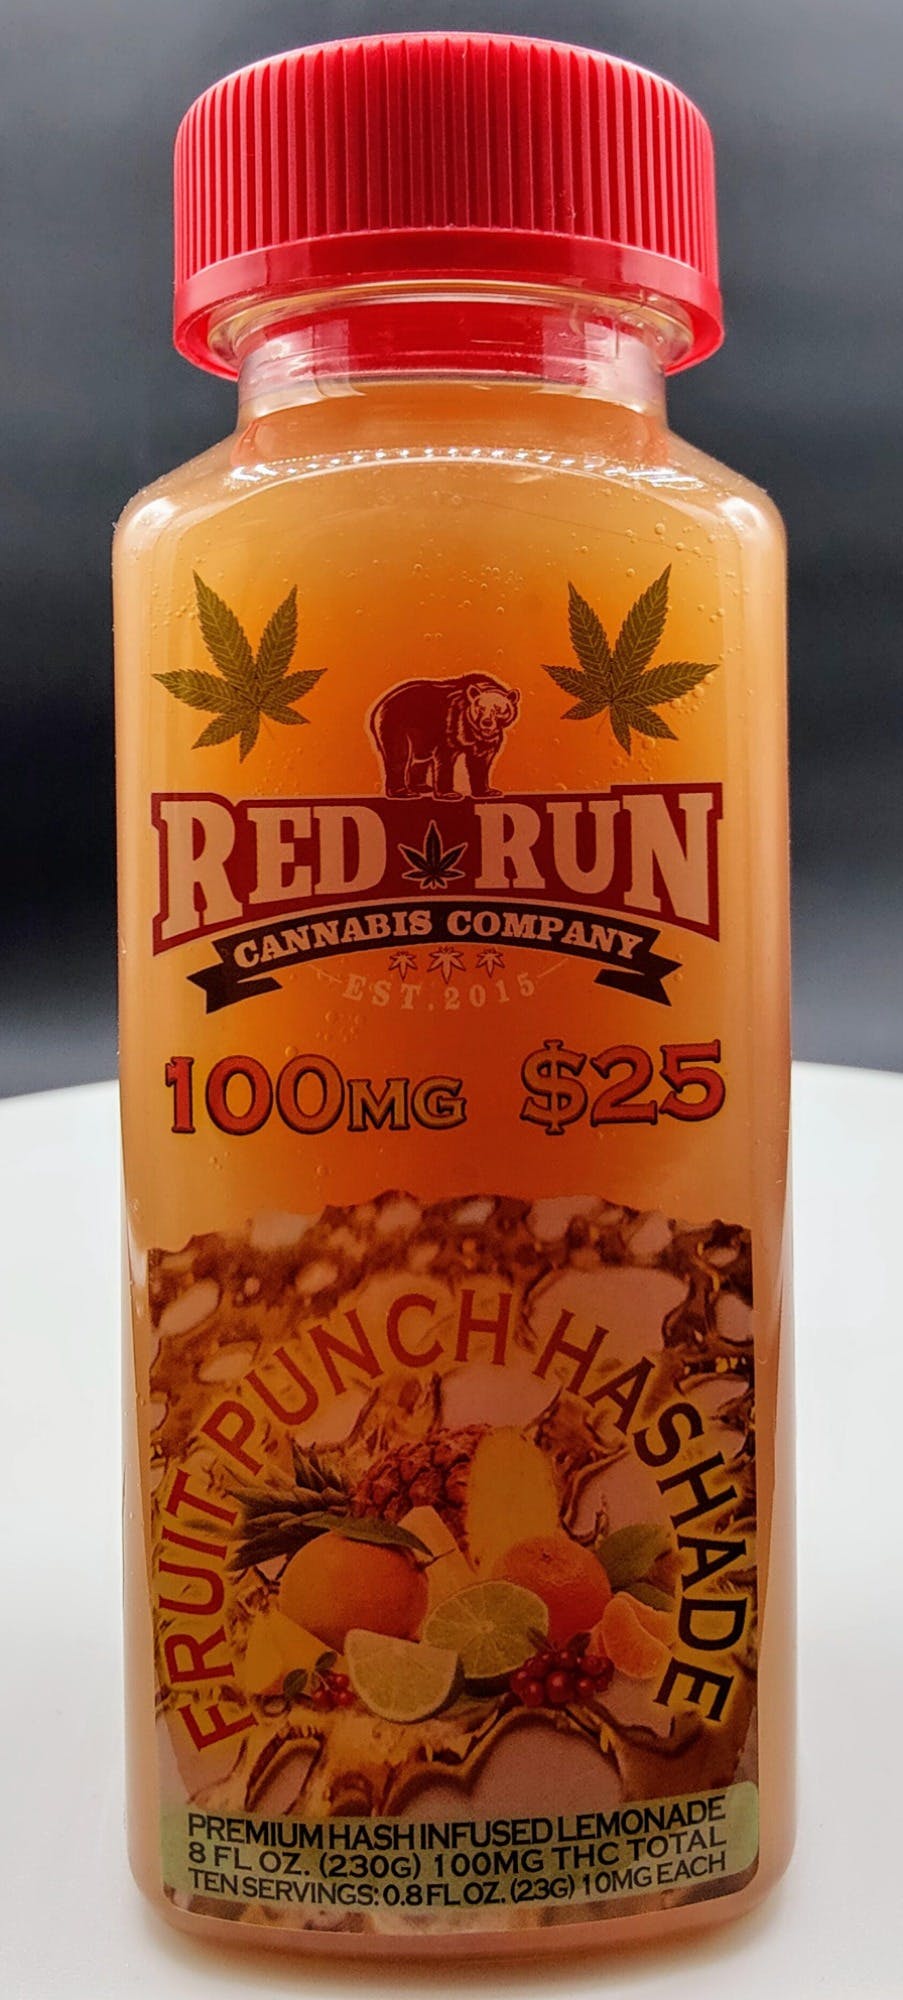 RED RUN
CANNABIS COMPANY
EST. 2015
100MG $25
FRUIT PUNCH HASHADE
PREMIUM HASH INFUSED LEMONADE
8 FL OZ. (230G) 100MG THC TOTAL
TEN SERVINGS: 0.8 FL OZ. (23G) 10MG EACH